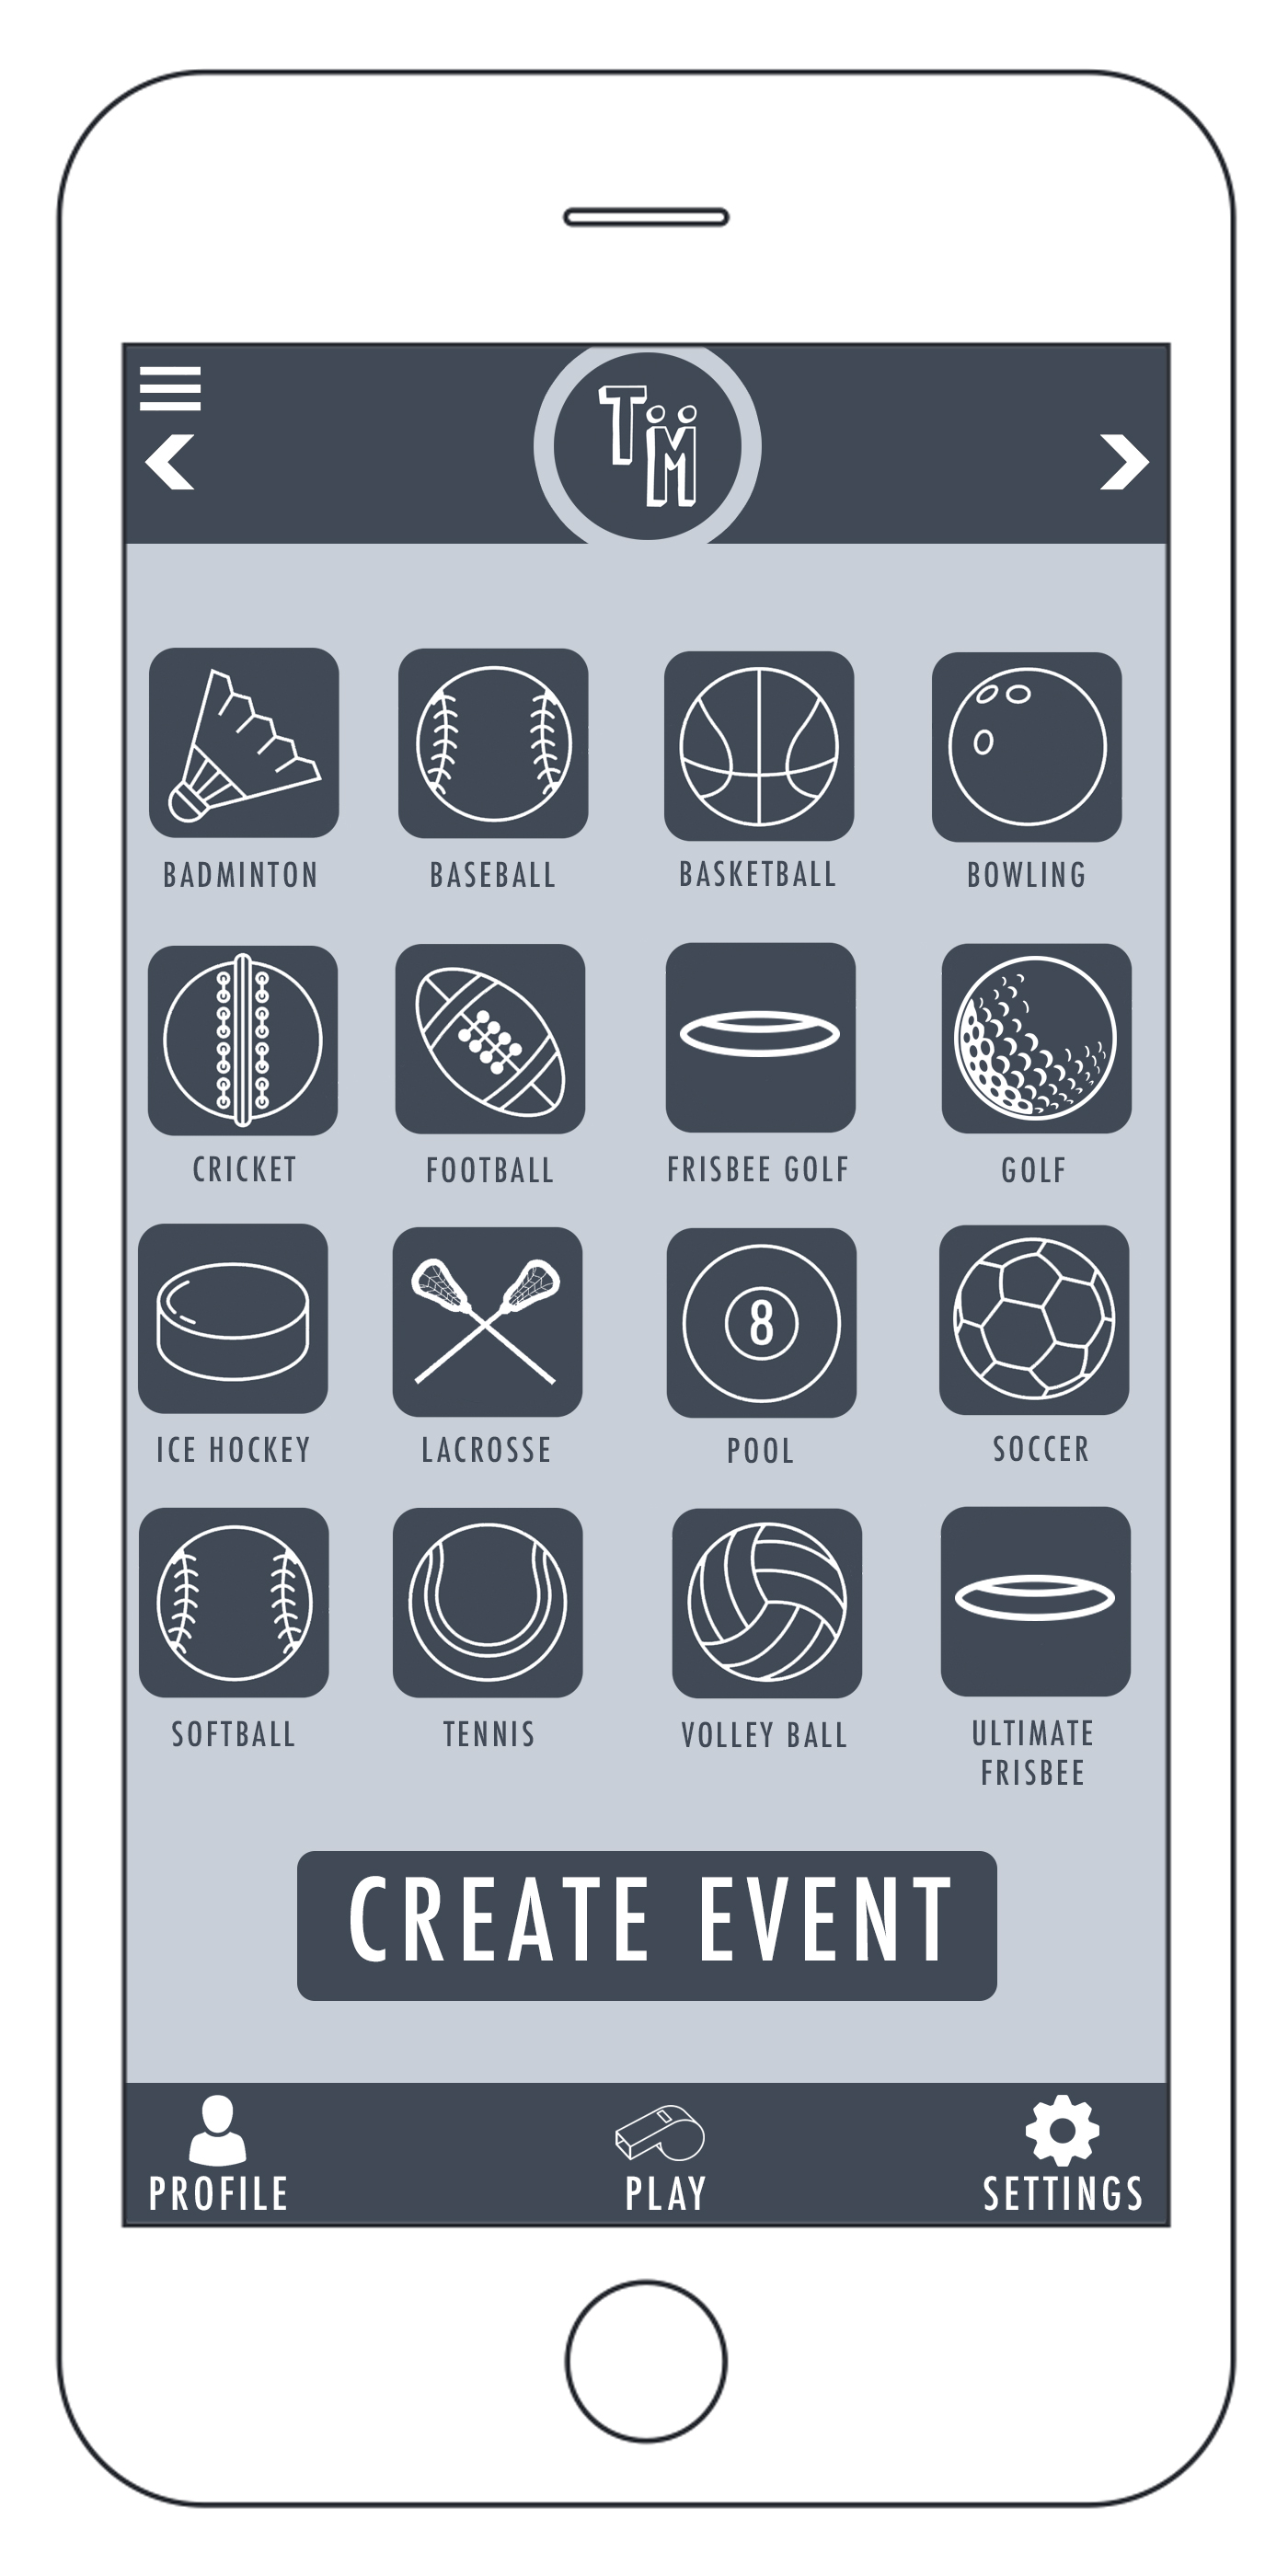 TM
BADMINTON
BASEBALL
BASKETBALL
BOWLING
CRICKET
FOOTBALL
FRISBEE GOLF
GOLF
8
ICE HOCKEY
LACROSSE
POOL
SOCCER
SOFTBALL
TENNIS
VOLLEY BALL
ULTIMATE
FRISBEE
CREATE EVENT
PROFILE
PLAY
SETTINGS